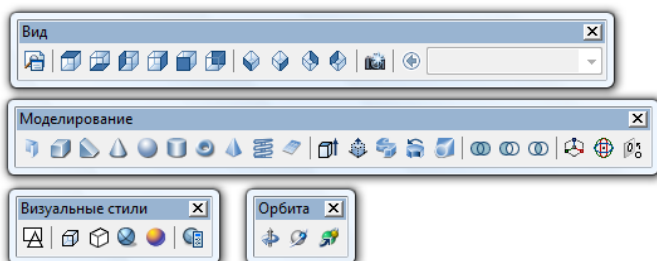 Вид
Моделирование
Визуальные стили
Орбита